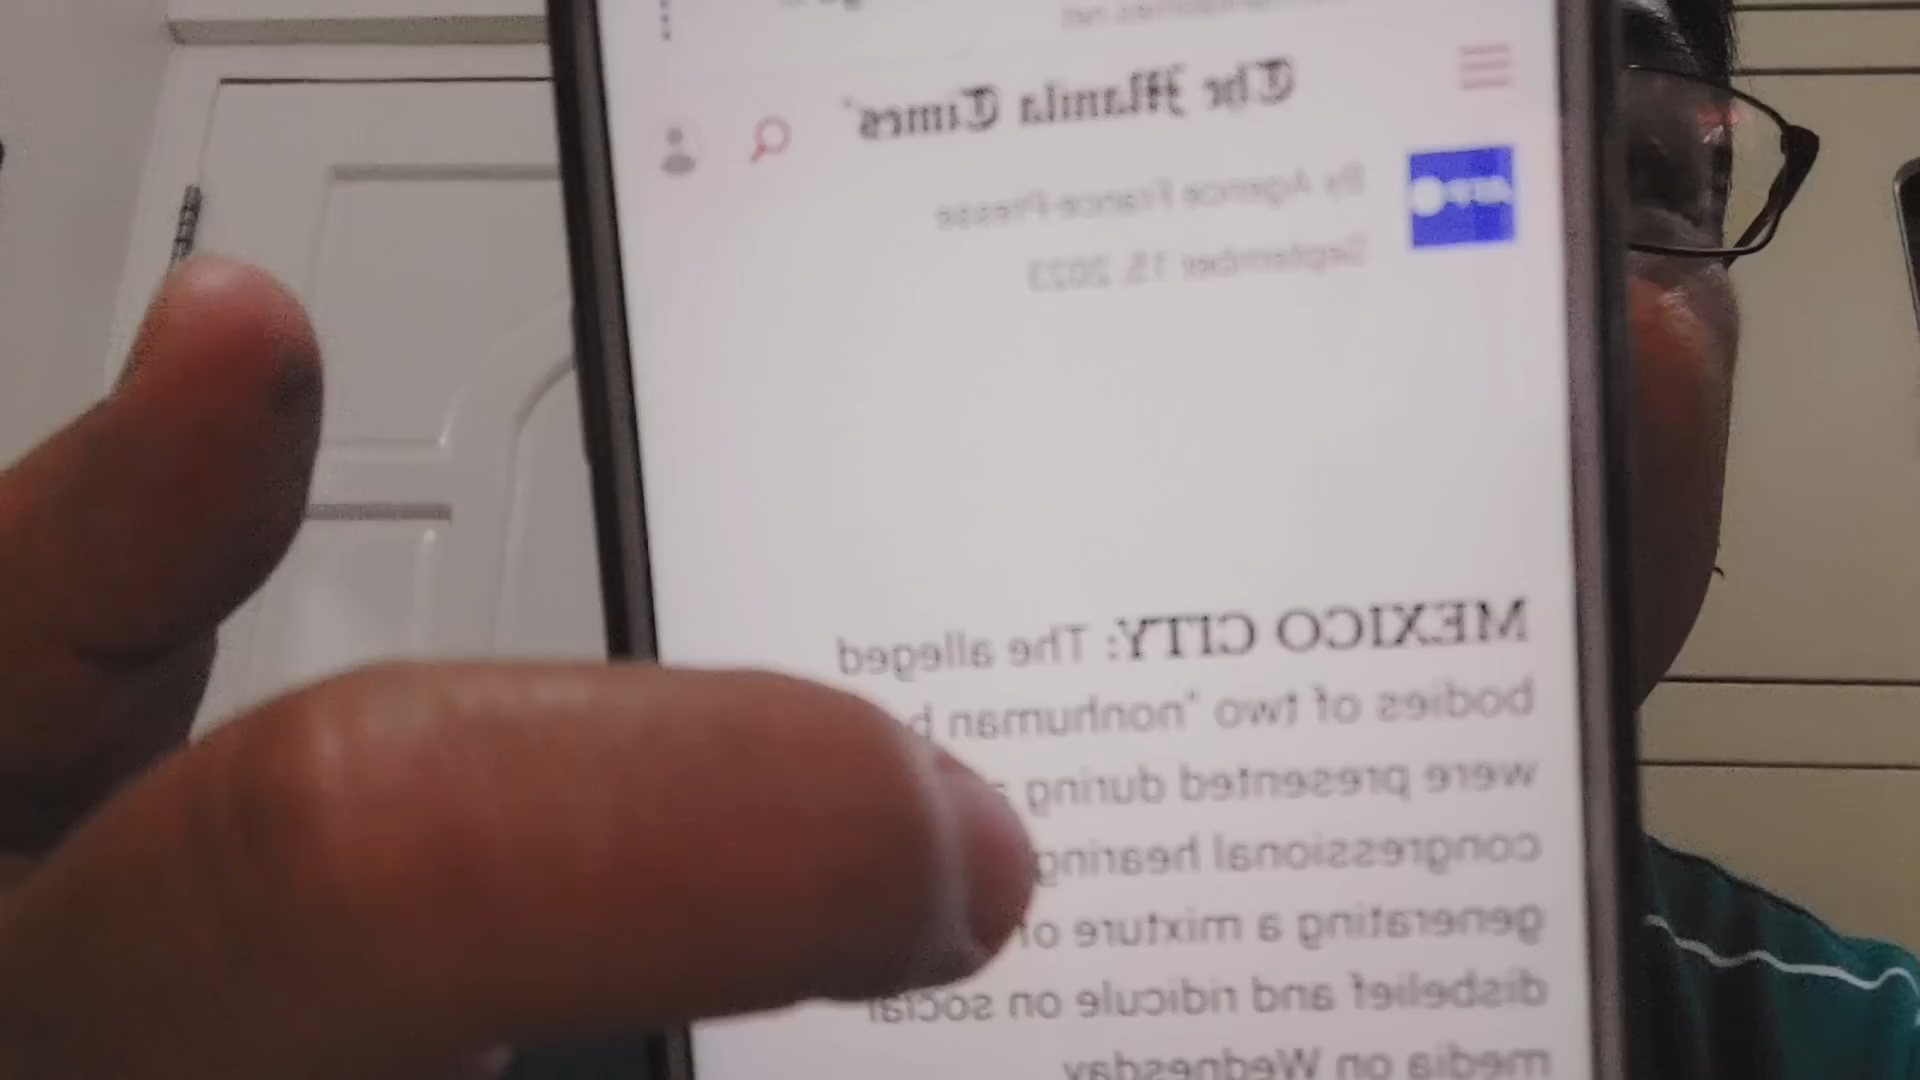 The Manila Times
By Agence France-Presse
September 15, 2023
MEXICO CITY: The alleged
bodies of two "nonhuman
were presented during
congressional hearing
generating a mixture of
disbelief and ridicule on social
media on Wednesday